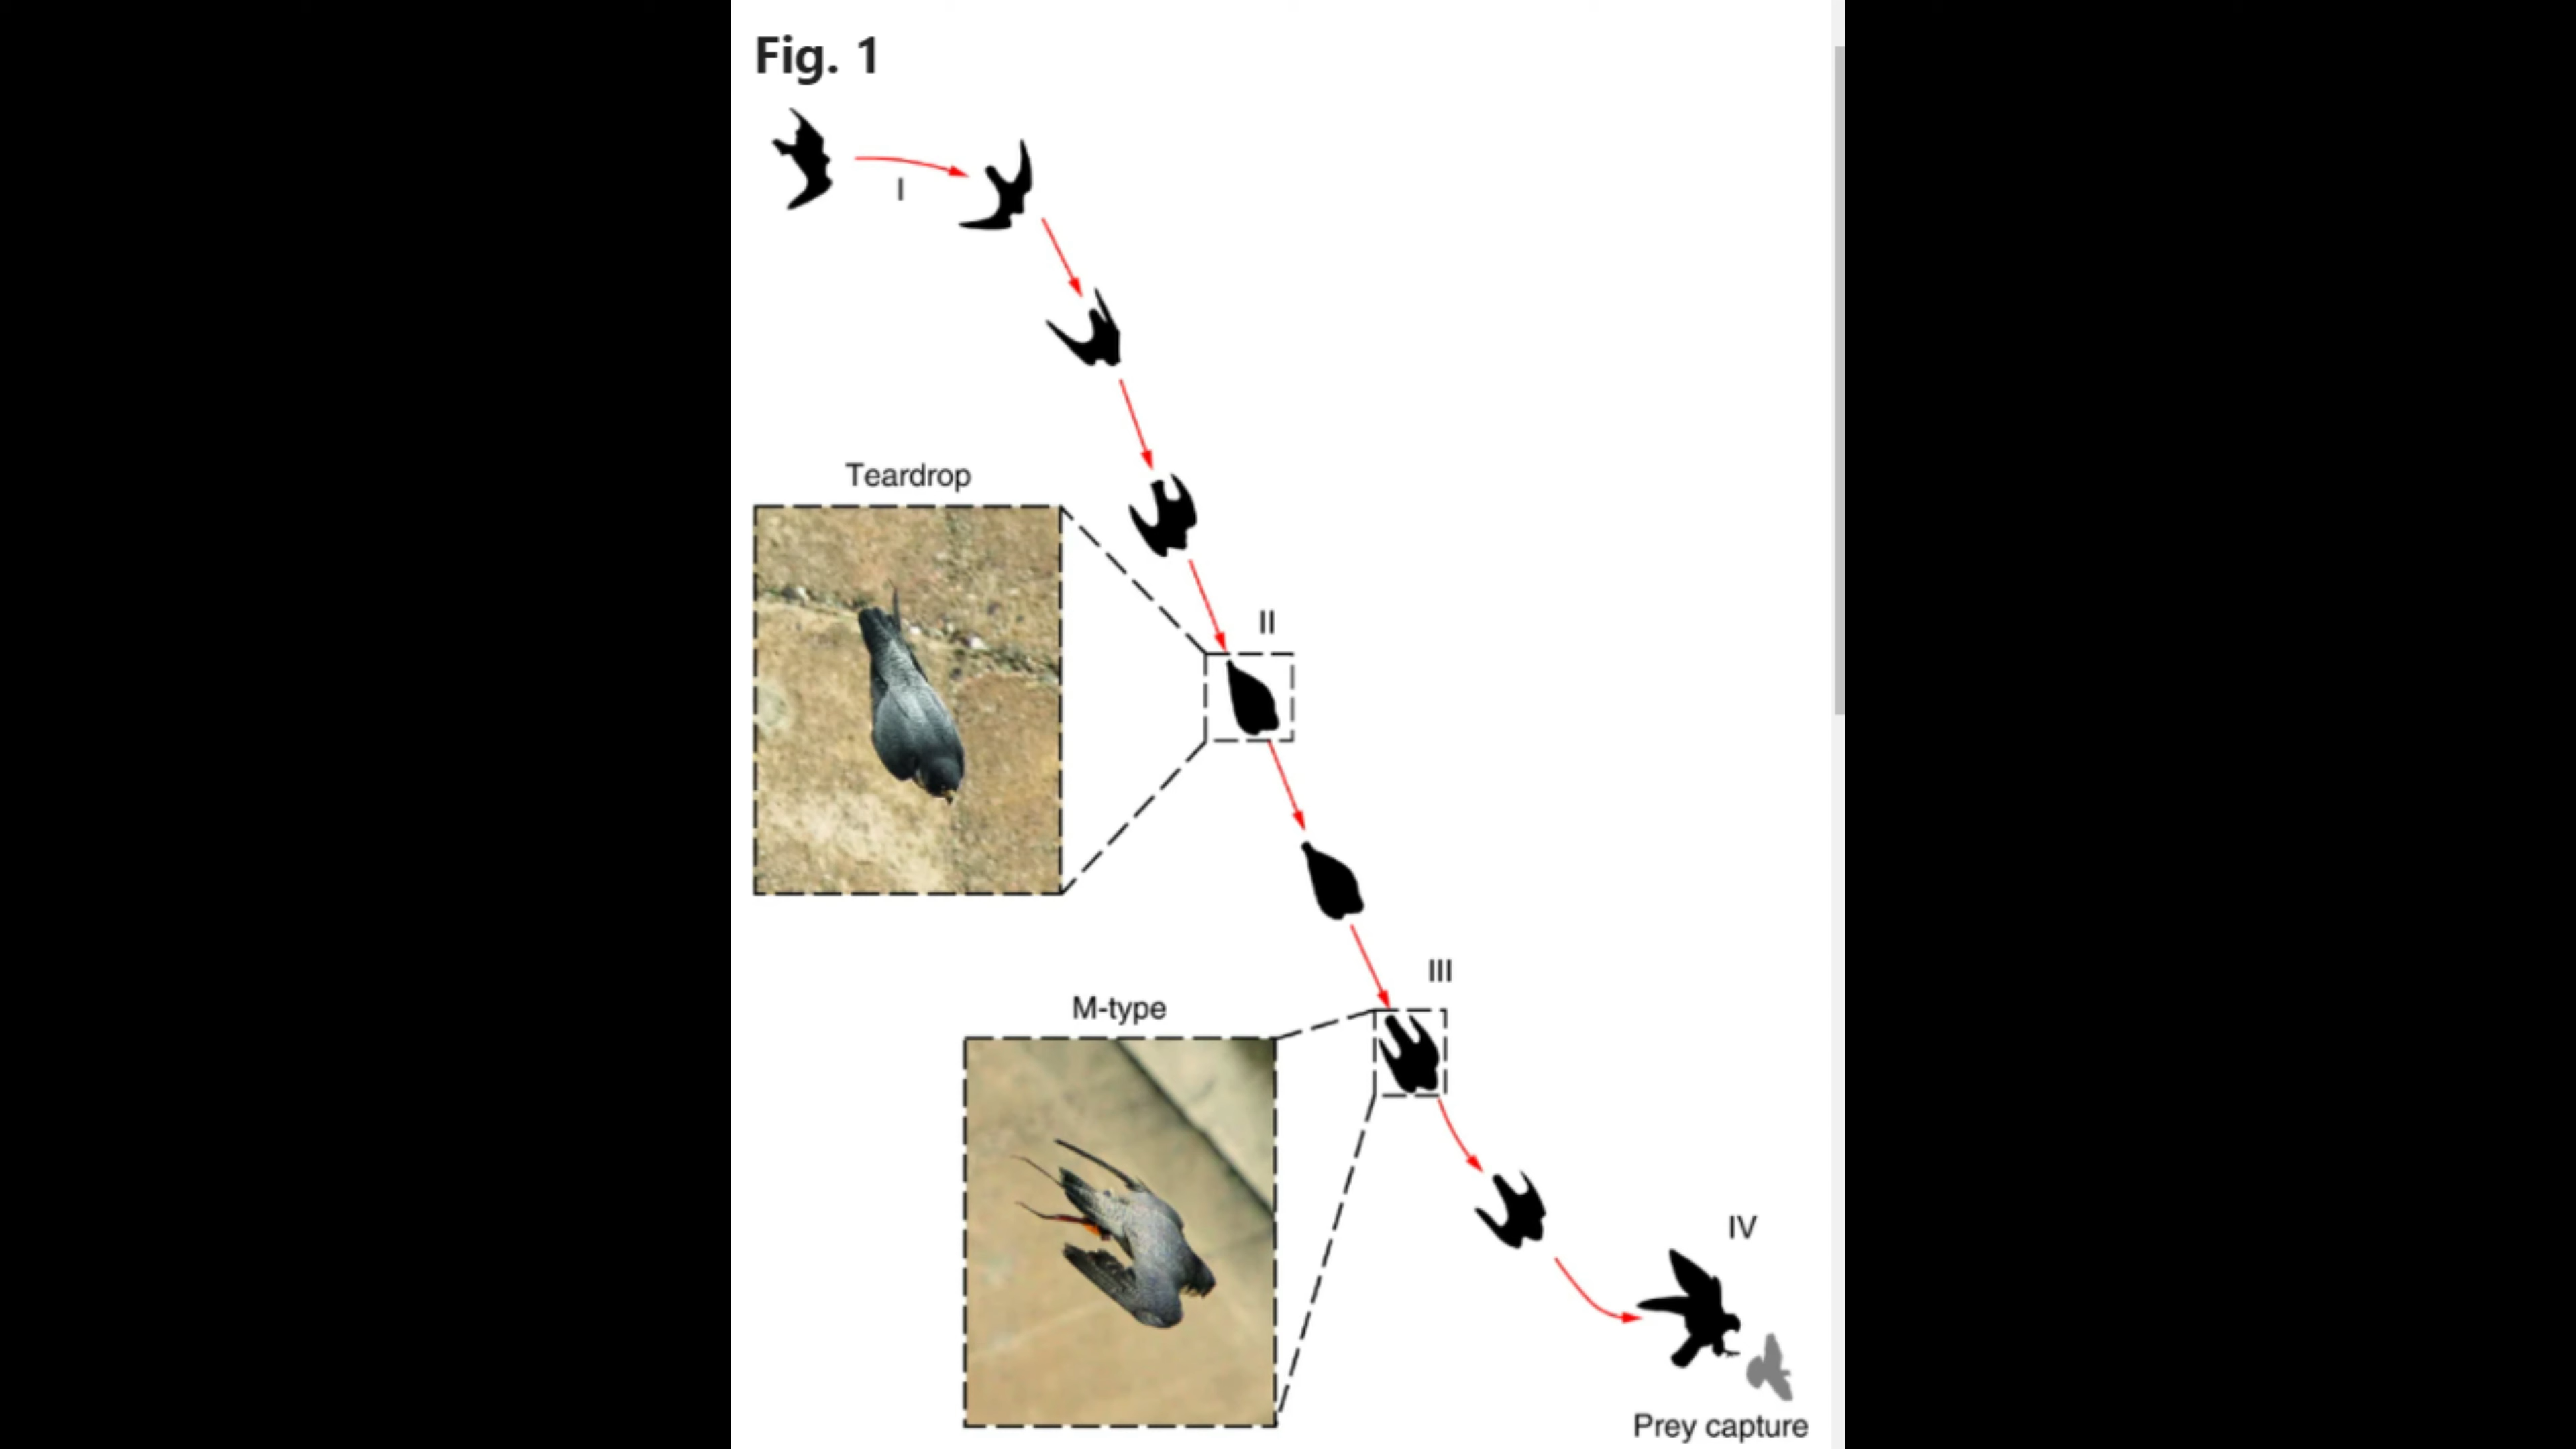 Fig. 1
I
Teardrop
II
III
M-type
IV
Prey capture